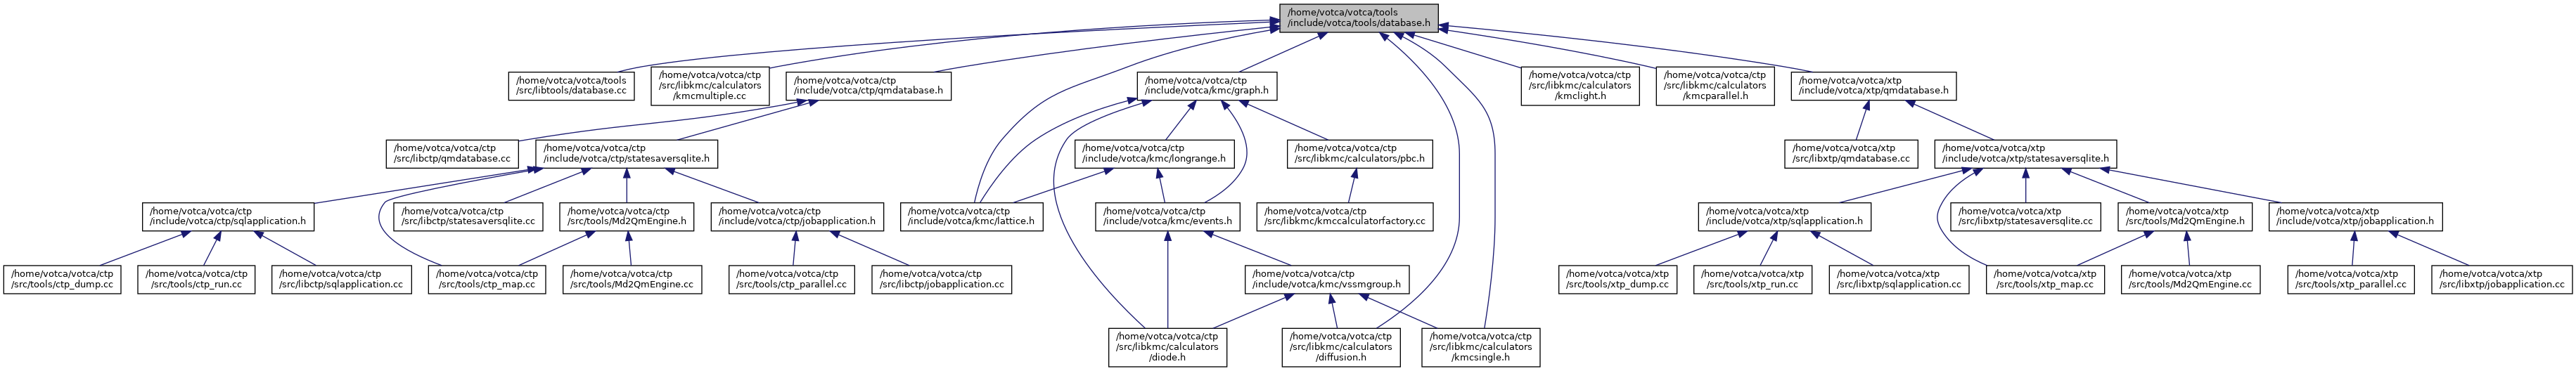 /home/votca/votca/tools
/include/votca/tools/database.h
/home/votca/votca/tools
/src/libtools/database.cc
/home/votca/votca/ctp
/src/libkmc/calculators
/kmcmultiple.cc
/home/votca/votca/ctp
/include/votca/ctp/qmdatabase.h
/home/votca/votca/ctp
/include/votca/kmc/graph.h
/home/votca/votca/ctp
/src/libkmc/calculators
/kmclight.h
/home/votca/votca/ctp
/src/libkmc/calculators
/kmcparallel.h
/home/votca/votca/xtp
/include/votca/xtp/qmdatabase.h
/home/votca/votca/ctp
/src/libctp/qmdatabase.cc
/home/votca/votca/ctp
/include/votca/ctp/statesaversqlite.h
/home/votca/votca/ctp
/include/votca/kmc/longrange.h
/home/votca/votca/ctp
/src/libkmc/calculators/pbc.h
/home/votca/votca/xtp
/src/libxtp/qmdatabase.cc
/home/votca/votca/xtp
/include/votca/xtp/statesaversqlite.h
/home/votca/votca/ctp
/include/votca/ctp/sqlapplication.h
/home/votca/votca/ctp
/src/libctp/statesaversqlite.cc
/home/votca/votca/ctp
/src/tools/Md2QmEngine.h
/home/votca/votca/ctp
/include/votca/ctp/jobapplication.h
/home/votca/votca/ctp
/include/votca/kmc/lattice.h
/home/votca/votca/ctp
/include/votca/kmc/events.h
/home/votca/votca/ctp
/src/libkmc/kmccalculatorfactory.cc
/home/votca/votca/xtp
/include/votca/xtp/sqlapplication.h
/home/votca/votca/xtp
/src/libxtp/statesaversqlite.cc
/home/votca/votca/xtp
/src/tools/Md2QmEngine.h
/home/votca/votca/xtp
/include/votca/xtp/jobapplication.h
/home/votca/votca/ctp
/src/tools/ctp_dump.cc
/home/votca/votca/ctp
/src/tools/ctp_run.cc
/home/votca/votca/ctp
/src/libctp/sqlapplication.cc
/home/votca/votca/ctp
/src/tools/ctp_map.cc
/home/votca/votca/ctp
/src/tools/Md2QmEngine.cc
/home/votca/votca/ctp
/src/tools/ctp_parallel.cc
/home/votca/votca/ctp
/src/libctp/jobapplication.cc
/home/votca/votca/ctp
/include/votca/kmc/vssmgroup.h
/home/votca/votca/xtp
/src/tools/xtp_dump.cc
/home/votca/votca/xtp
/src/tools/xtp_run.cc
/home/votca/votca/xtp
/src/libxtp/sqlapplication.cc
/home/votca/votca/xtp
/src/tools/xtp_map.cc
/home/votca/votca/xtp
/src/tools/Md2QmEngine.cc
/home/votca/votca/xtp
/src/tools/xtp_parallel.cc
/home/votca/votca/xtp
/src/libxtp/jobapplication.cc
/home/votca/votca/ctp
/src/libkmc/calculators
/diode.h
/home/votca/votca/ctp
/src/libkmc/calculators
/diffusion.h
/home/votca/votca/ctp
/src/libkmc/calculators
/kmcsingle.h